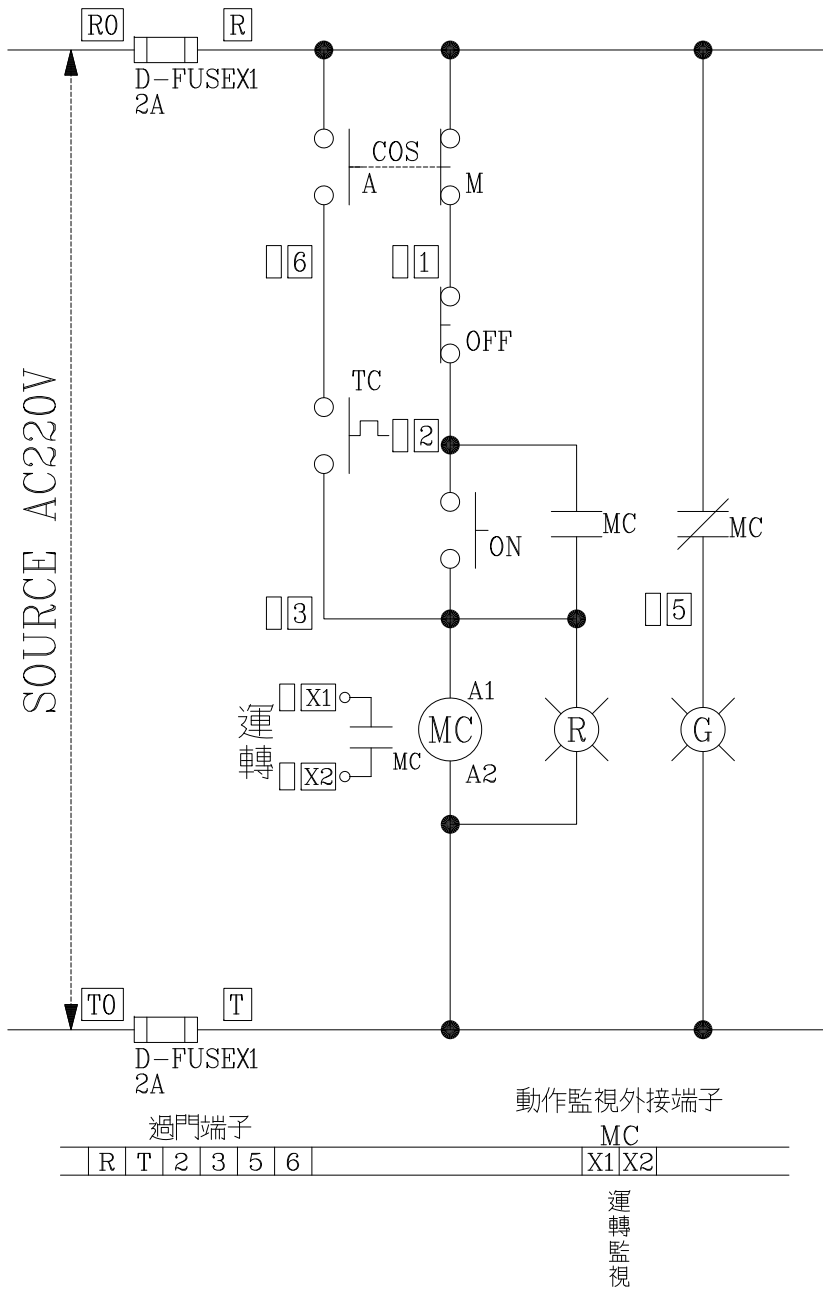 R0
R
D-FUSEX1
2A
COS
A
M
6
1
OFF
TC
2
SOURCE AC220V
MC
MC
ON
3
5
運轉
X1
A1
MC
R
G
MC
X2
A2
T0
T
D-FUSEX1
2A
動作監視外接端子
過門端子
MC
R T 2 3 5 6
X1 X2
運轉監視